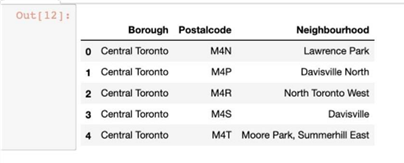 Out[12]:
Borough Postalcode Neighbourhood
0 Central Toronto M4N Lawrence Park
1 Central Toronto M4P Davisville North
2 Central Toronto M4R North Toronto West
3 Central Toronto M4S Davisville
4 Central Toronto M4T Moore Park, Summerhill East